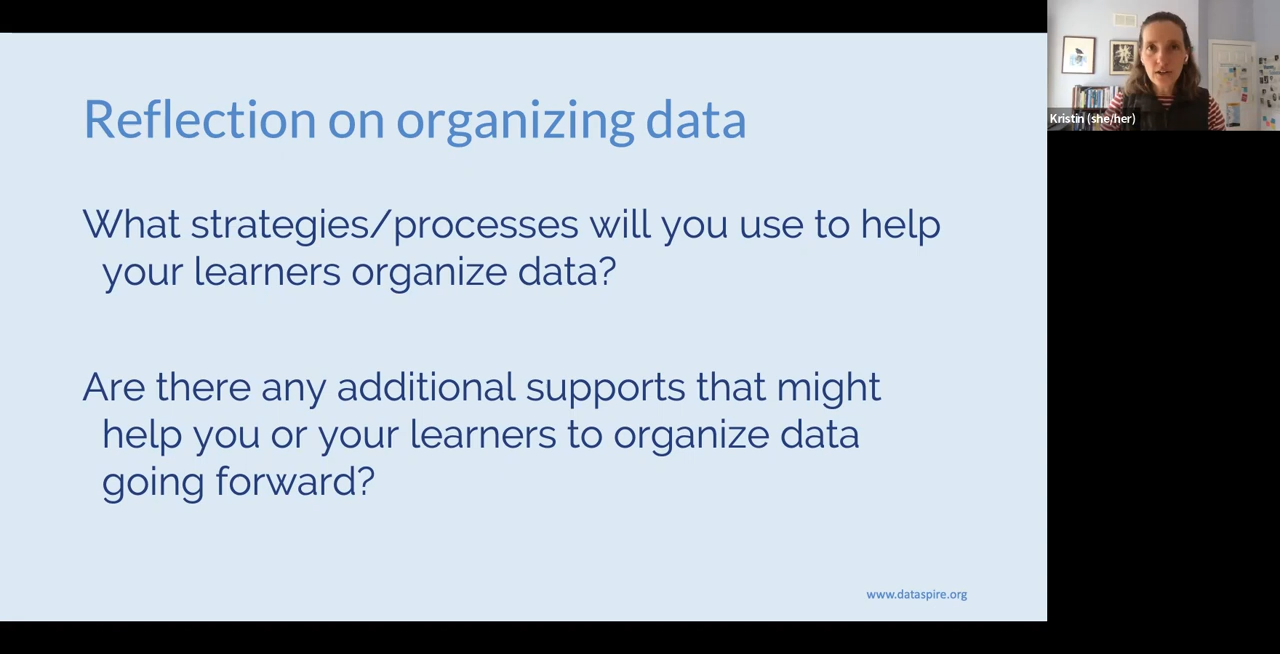 Reflection on organizing data
What strategies/processes will you use to help
your learners organize data?
Are there any additional supports that might
help you or your learners to organize data
going forward?
www.dataspire.org
Kristin (she/her)